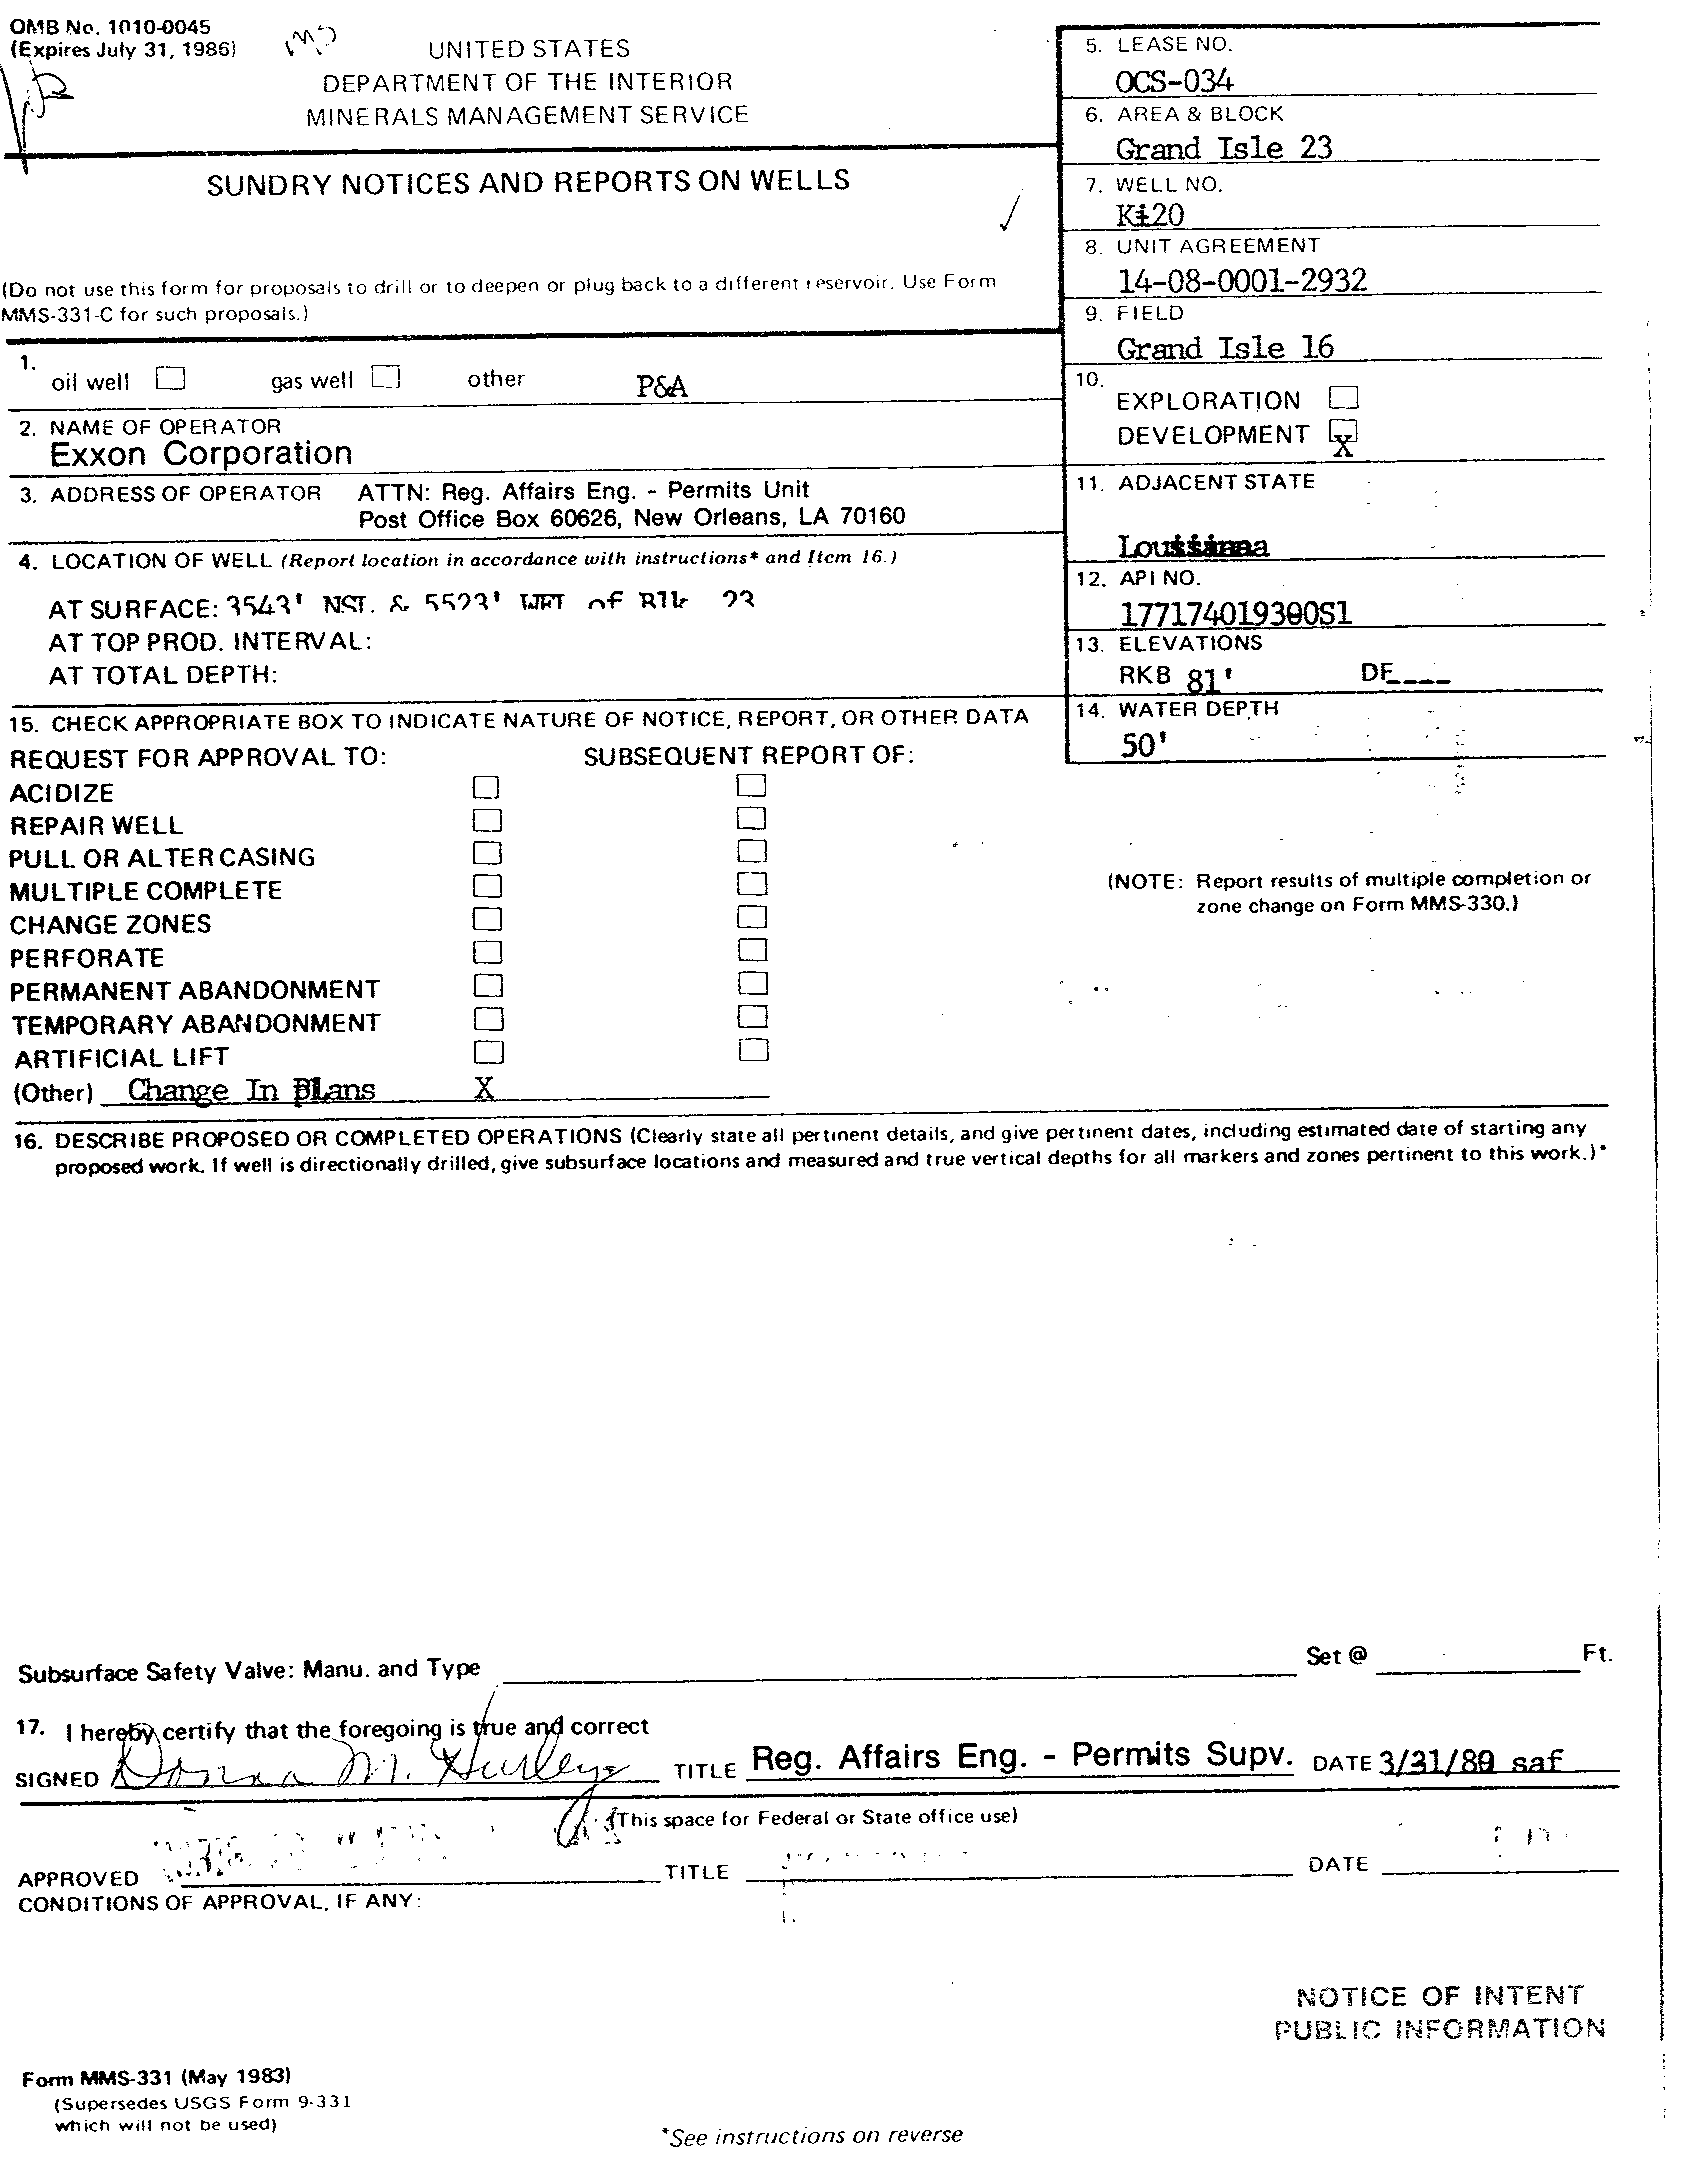 OMB No. 1010-0045
(Expires July 31, 1986)
UNITED STATES
DEPARTMENT OF THE INTERIOR
MINERALS MANAGEMENT SERVICE
SUNDRY NOTICES AND REPORTS ON WELLS
(Do not use this form for proposals to drill or to deepen or plug back to a different reservoir. Use Form
MMS-331-C for such proposals.)
5. LEASE NO.
OCS-034
6. AREA & BLOCK
Grand Isle 23
7. WELL NO.
8. UNIT AGREEMENT
14-08-0001-2932
9. FIELD
Grand Isle 16
1.
oil well gas well other P&A
2. NAME OF OPERATOR
Exxon Corporation
3. ADDRESS OF OPERATOR ATTN: Reg. Affairs Eng. - Permits Unit
Post Office Box 60626, New Orleans, LA 70160
4. LOCATION OF WELL (Report location in accordance with instructions* and Item 16.)
AT SURFACE: 3543' & 5523' of Blk 23
AT TOP PROD. INTERVAL:
AT TOTAL DEPTH:
10.
EXPLORATION
DEVELOPMENT X
11. ADJACENT STATE
12. API NO.
13. ELEVATIONS
RKB 81' DF
14. WATER DEPTH
50'
15. CHECK APPROPRIATE BOX TO INDICATE NATURE OF NOTICE, REPORT, OR OTHER DATA
REQUEST FOR APPROVAL TO: SUBSEQUENT REPORT OF:
ACIDIZE
REPAIR WELL
PULL OR ALTER CASING
MULTIPLE COMPLETE
CHANGE ZONES
PERFORATE
PERMANENT ABANDONMENT
TEMPORARY ABANDONMENT
ARTIFICIAL LIFT
(Other) Change In Plans X
(NOTE: Report results of multiple completion or
zone change on Form MMS-330.)
16. DESCRIBE PROPOSED OR COMPLETED OPERATIONS (Clearly state all pertinent details, and give pertinent dates, including estimated date of starting any
proposed work. If well is directionally drilled, give subsurface locations and measured and true vertical depths for all markers and zones pertinent to this work.)*
Subsurface Safety Valve: Manu. and Type Set @ Ft.
17. I hereby certify that the foregoing is true and correct
SIGNED Donna M. Hurley TITLE Reg. Affairs Eng. - Permits Supv. DATE saf
(This space for Federal or State office use)
APPROVED TITLE DATE
CONDITIONS OF APPROVAL, IF ANY:
NOTICE OF INTENT
PUBLIC INFORMATION
Form MMS-331 (May 1983)
(Supersedes USGS Form 9-331
which will not be used)
*See instructions on reverse